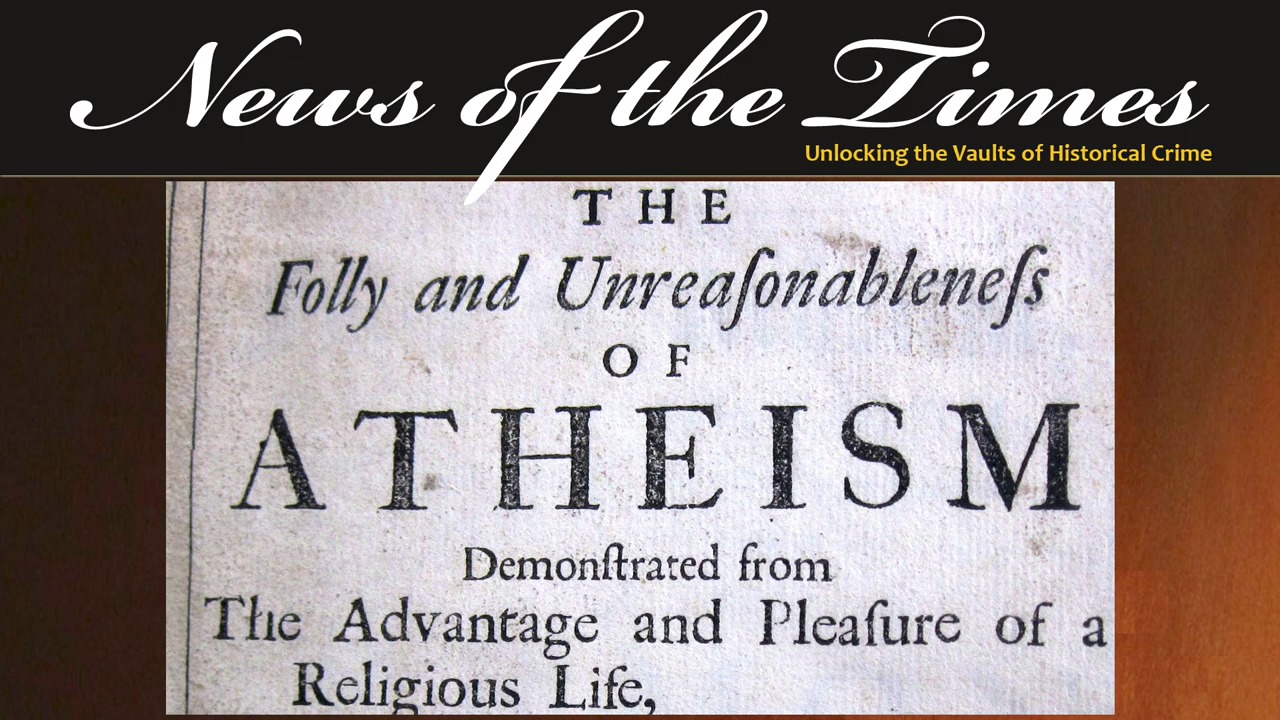 News of the Times
Unlocking the Vaults of Historical Crime
THE
Folly and Unreaſonableneſs
OF
ATHEISM
Demonſtrated from
The Advantage and Pleaſure of a
Religious Life,